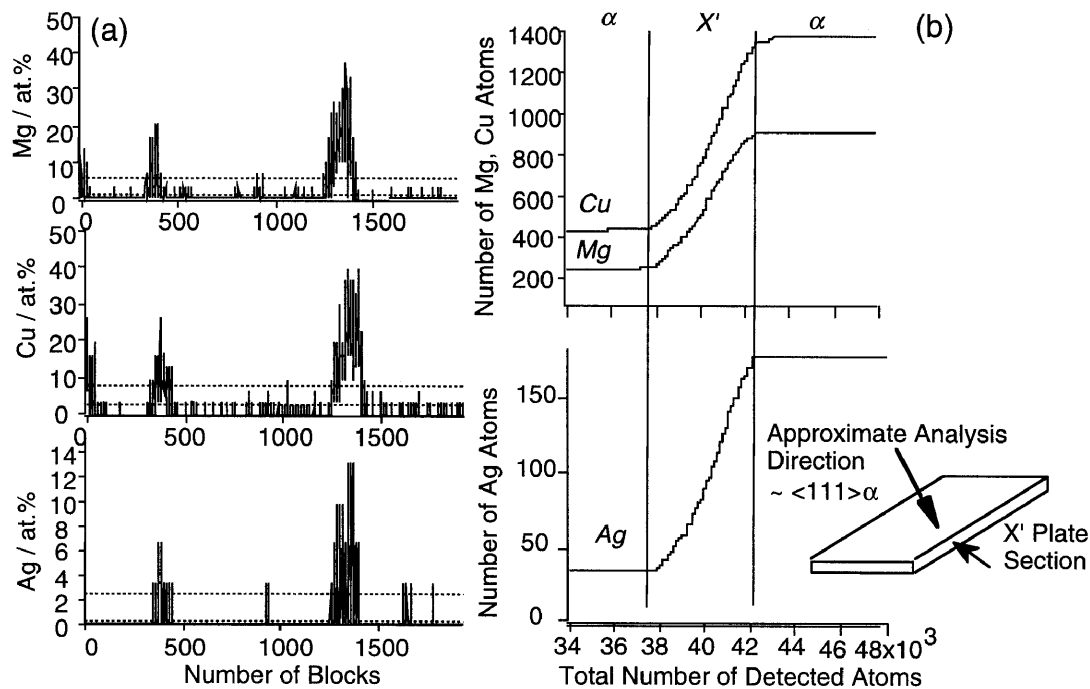 (a)
Mg / at.%
50
40
30
20
10
0
0 500 1000 1500
Cu / at.%
50
40
30
20
10
0
0 500 1000 1500
Ag / at.%
14
12
10
8
6
4
2
0
0 500 1000 1500
Number of Blocks
(b)
α X' α
Number of Mg, Cu Atoms
1400
1200
1000
800
600
400
200
Cu
Mg
Number of Ag Atoms
150
100
50
0
Ag
34 36 38 40 42 44 46 48x10³
Total Number of Detected Atoms
Approximate Analysis
Direction
~ <111>α
X' Plate
Section